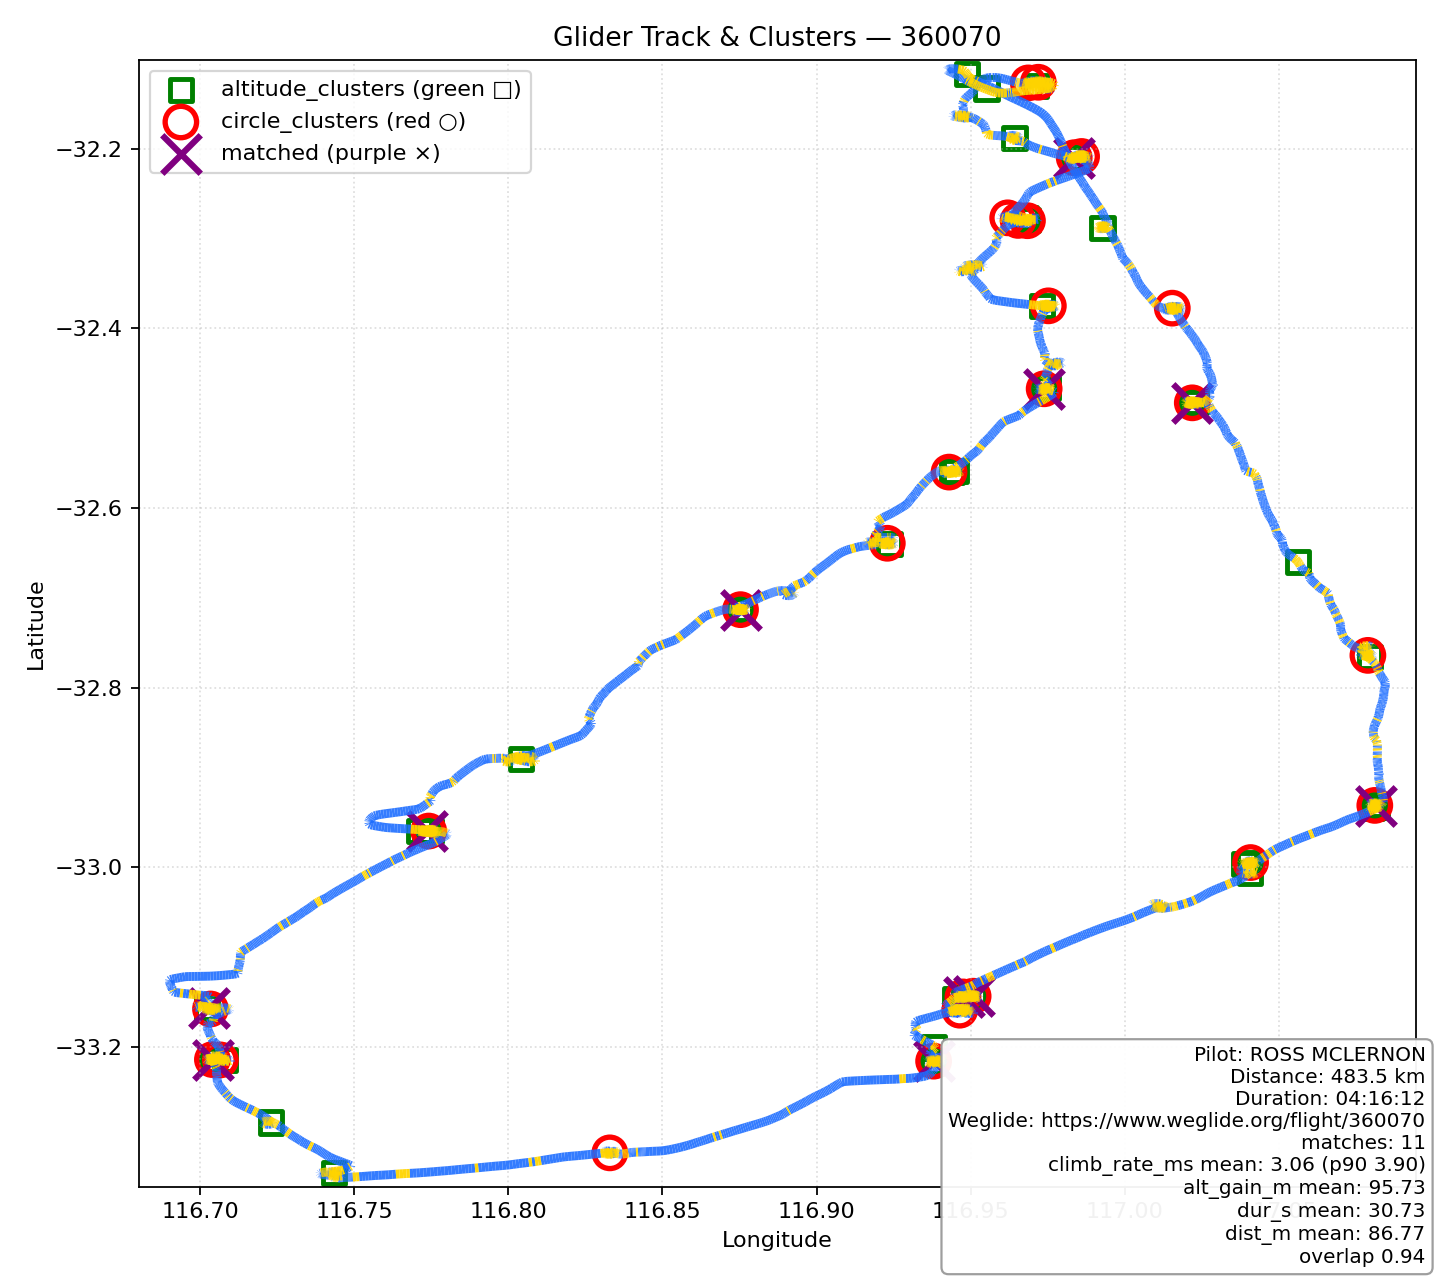 Glider Track & Clusters — 360070
altitude_clusters (green □)
circle_clusters (red ○)
matched (purple ×)
−32.2
−32.4
−32.6
−32.8
−33.0
−33.2
Latitude
116.70
116.75
116.80
116.85
116.90
116.95
117.00
Longitude
Pilot: ROSS MCLERNON
Distance: 483.5 km
Duration: 04:16:12
Weglide: https://www.weglide.org/flight/360070
matches: 11
climb_rate_ms mean: 3.06 (p90 3.90)
alt_gain_m mean: 95.73
dur_s mean: 30.73
dist_m mean: 86.77
overlap 0.94